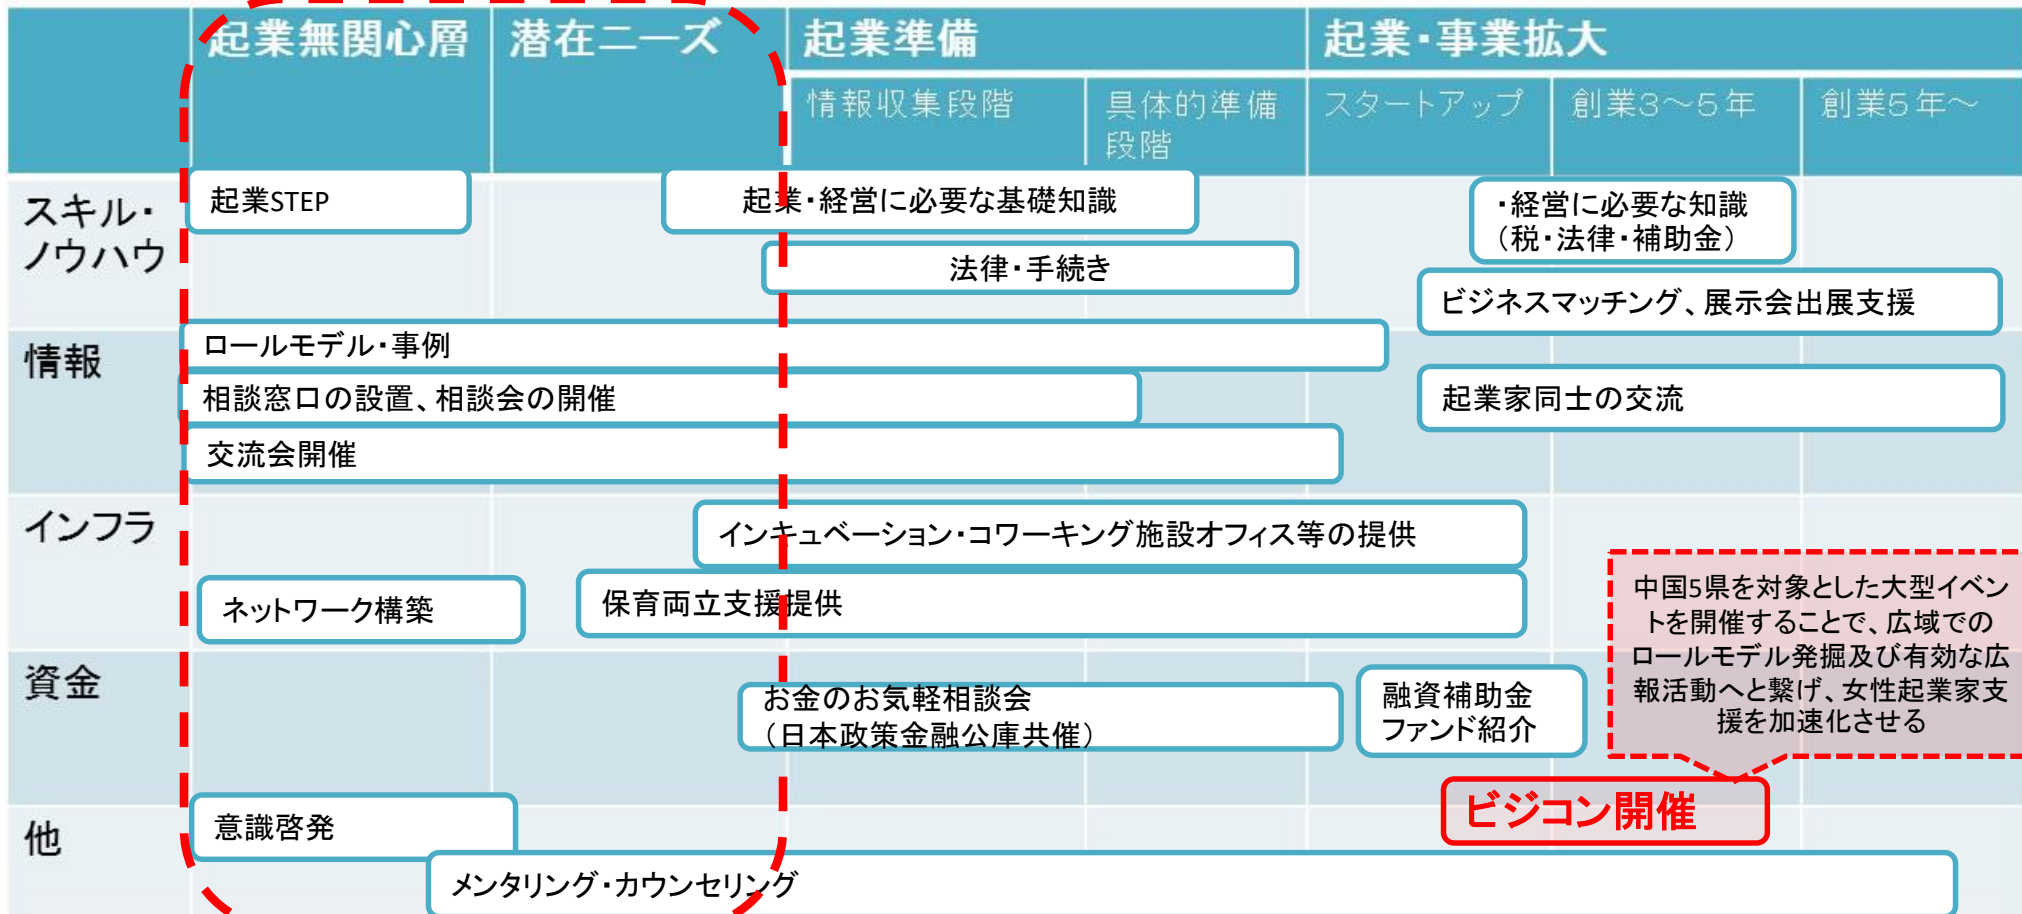 起業無関心層
潜在ニーズ
起業準備
起業・事業拡大
情報収集段階
具体的準備
段階
スタートアップ
創業3～5年
創業5年～
スキル・
ノウハウ
起業STEP
起業・経営に必要な基礎知識
・経営に必要な知識
（税・法律・補助金）
法律・手続き
ビジネスマッチング、展示会出展支援
情報
ロールモデル・事例
相談窓口の設置、相談会の開催
起業家同士の交流
交流会開催
インフラ
インキュベーション・コワーキング施設オフィス等の提供
ネットワーク構築
保育両立支援提供
中国5県を対象とした大型イベン
トを開催することで、広域での
ロールモデル発掘及び有効な広
報活動へと繋げ、女性起業家支
援を加速化させる
資金
お金のお気軽相談会
（日本政策金融公庫共催）
融資補助金
ファンド紹介
ビジコン開催
他
意識啓発
メンタリング・カウンセリング